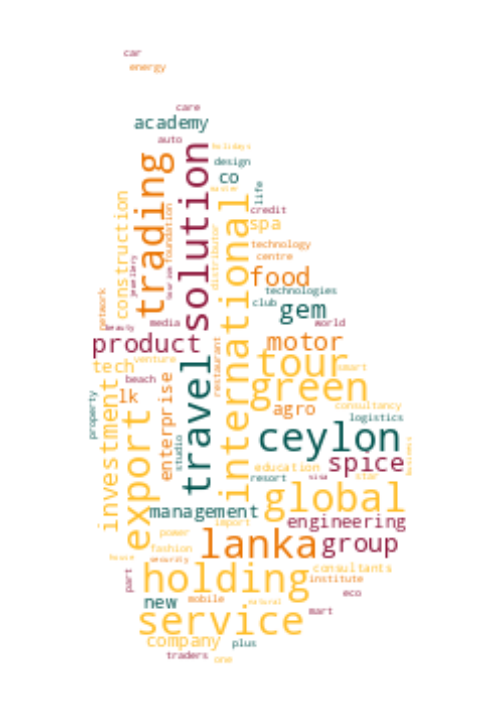 car
energy
care
academy
auto
holidays
trading
solution
design
co
master
life
construction
international
credit
spa
foundation
tourism
distributor
technology
centre
jewellery
food
technologies
network
club
gem
beauty
media
world
product
motor
restaurant
tour
tech
venture
smart
beach
travel
green
investment
enterprise
lk
export
property
agro
consultancy
logistics
studio
ceylon
business
spice
education
resort
sisa
star
global
management
import
engineering
power
lanka
group
fashion
security
house
holding
consultants
institute
part
eco
new
mobile
natural
mart
service
company
plus
traders
one